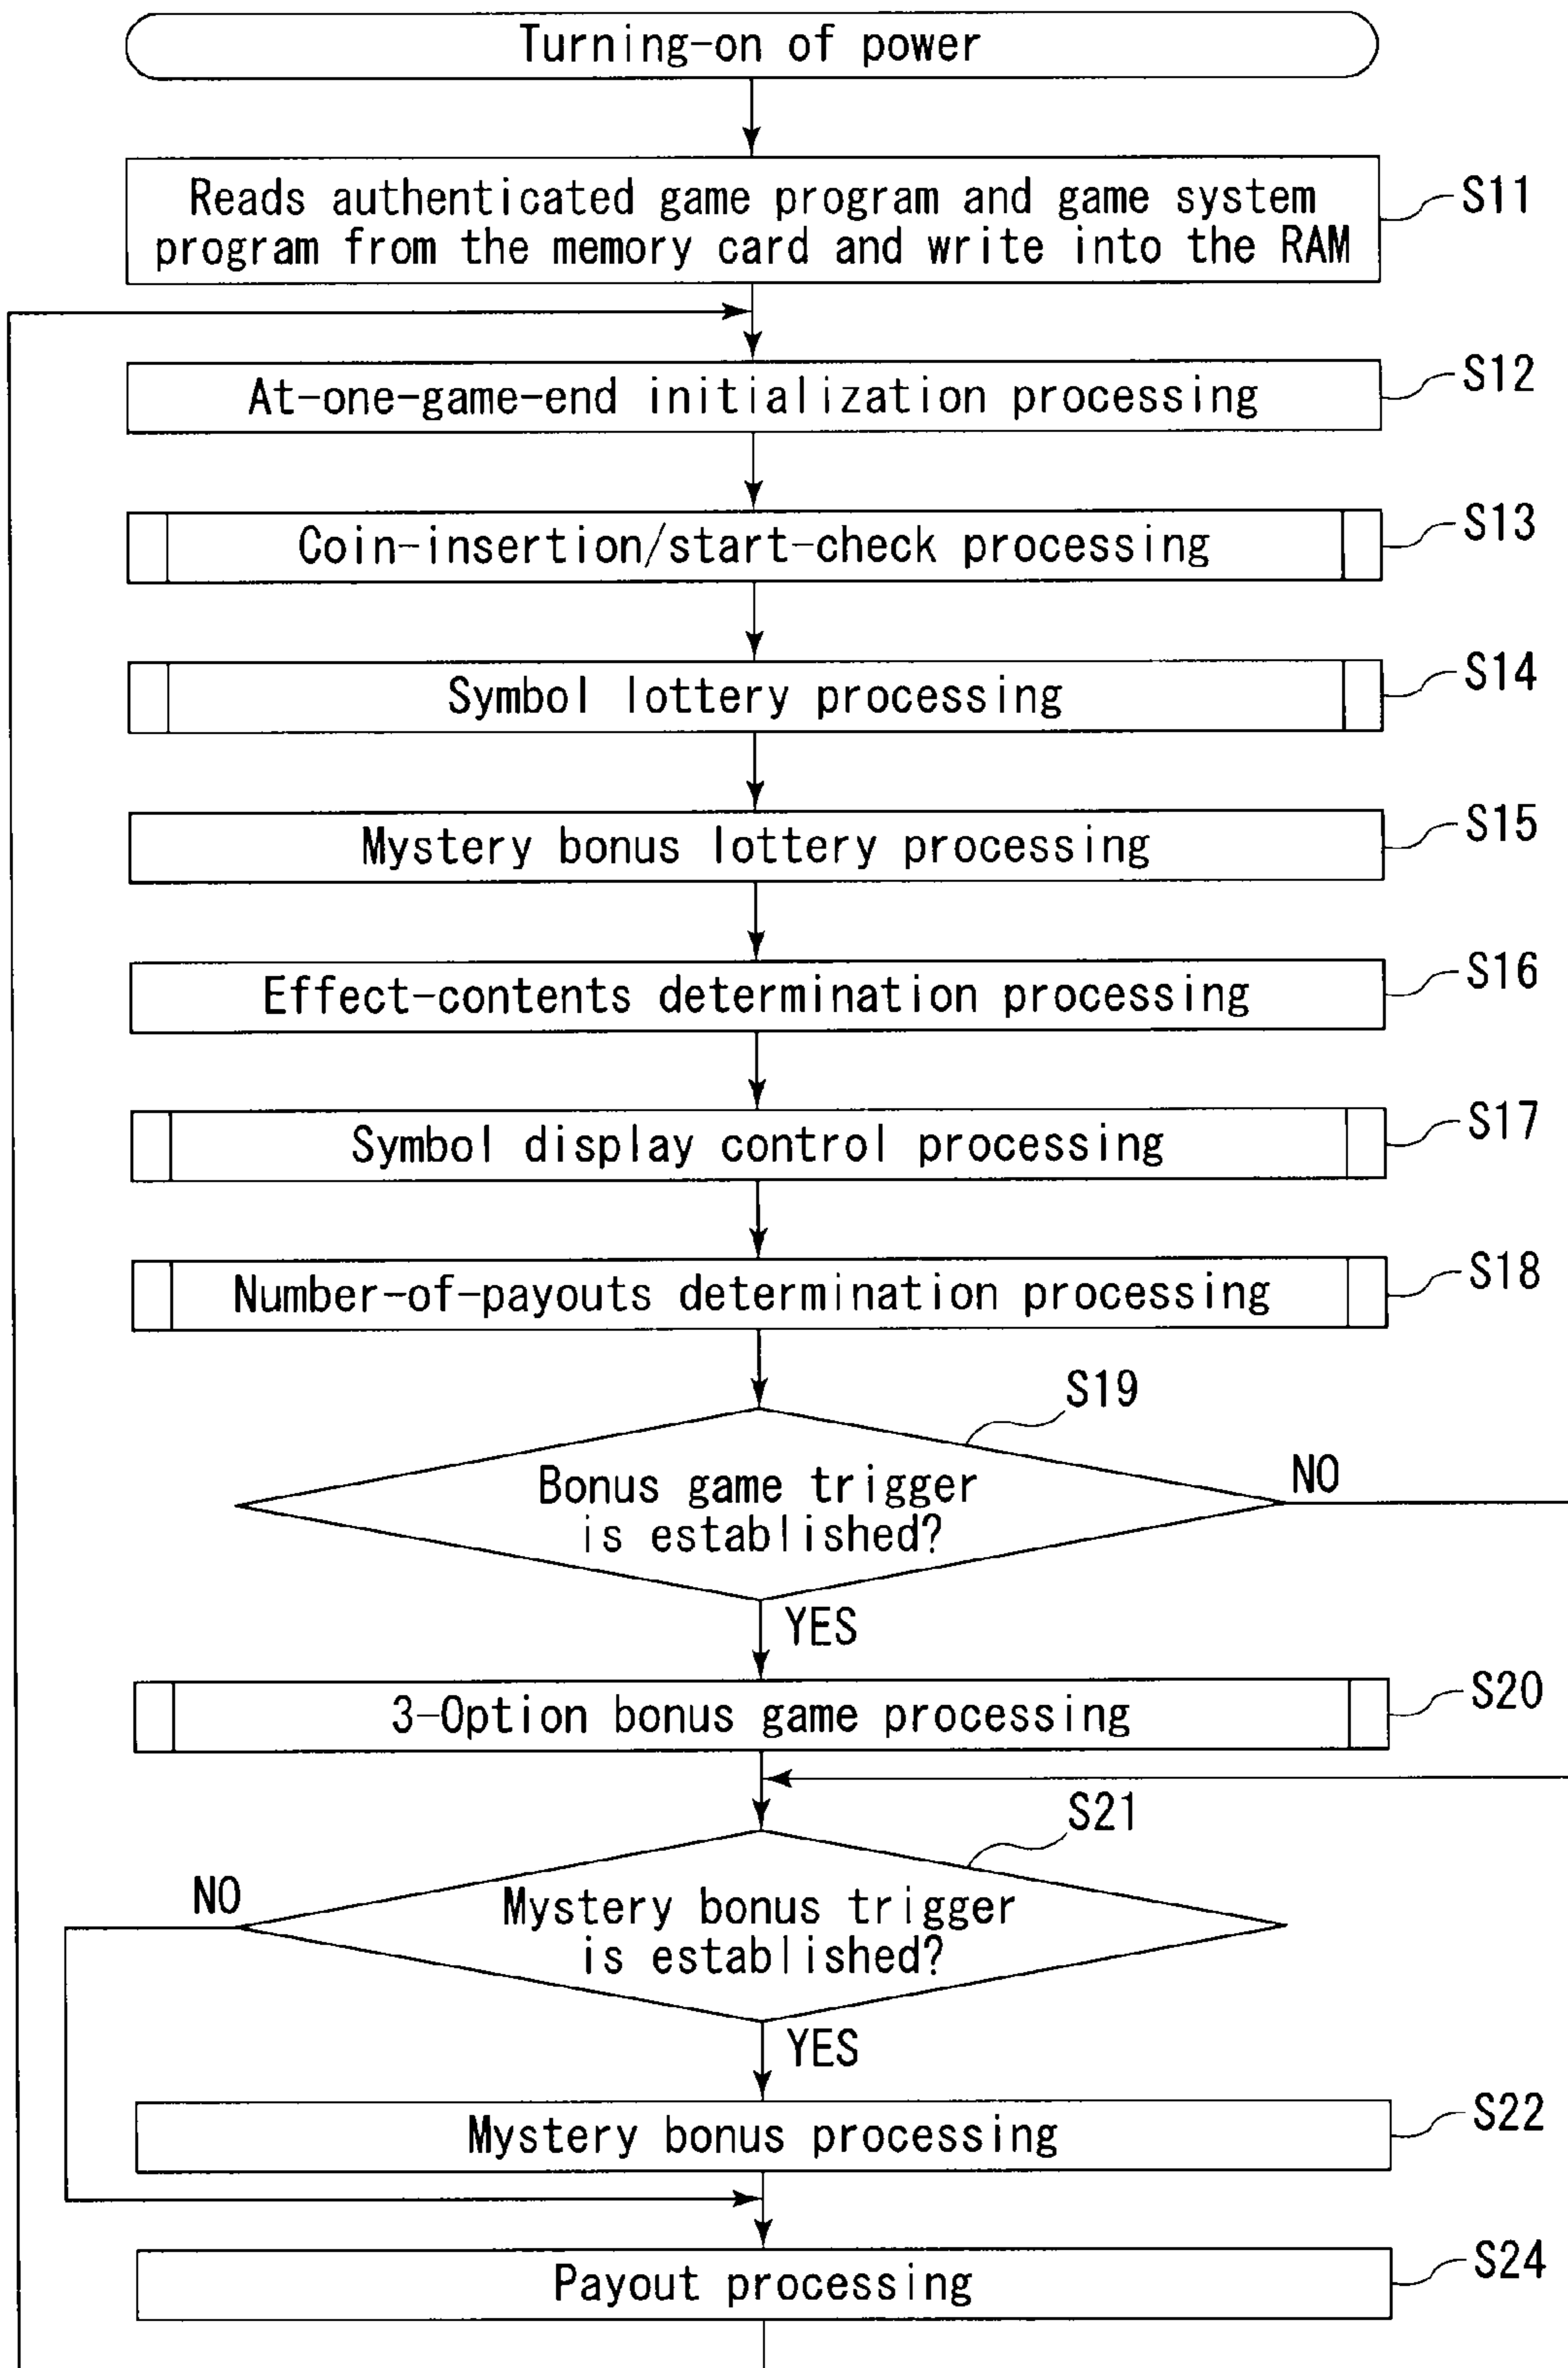 Turning-on of power
Reads authenticated game program and game system
program from the memory card and write into the RAM
S11
At-one-game-end initialization processing
S12
Coin-insertion/start-check processing
S13
Symbol lottery processing
S14
Mystery bonus lottery processing
S15
Effect-contents determination processing
S16
Symbol display control processing
S17
Number-of-payouts determination processing
S18
S19
Bonus game trigger
is established?
NO
YES
3-Option bonus game processing
S20
S21
NO
Mystery bonus trigger
is established?
YES
Mystery bonus processing
S22
Payout processing
S24